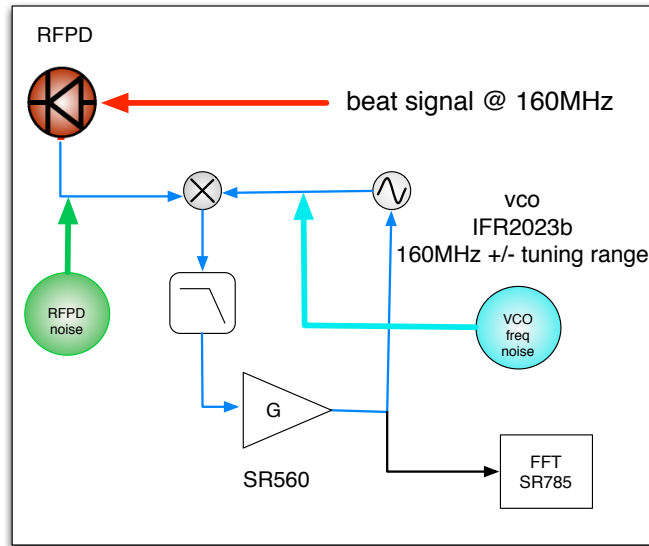 RFPD
beat signal @ 160MHz
vco
IFR2023b
160MHz +/- tuning range
RFPD
noise
VCO
freq
noise
G
SR560
FFT
SR785